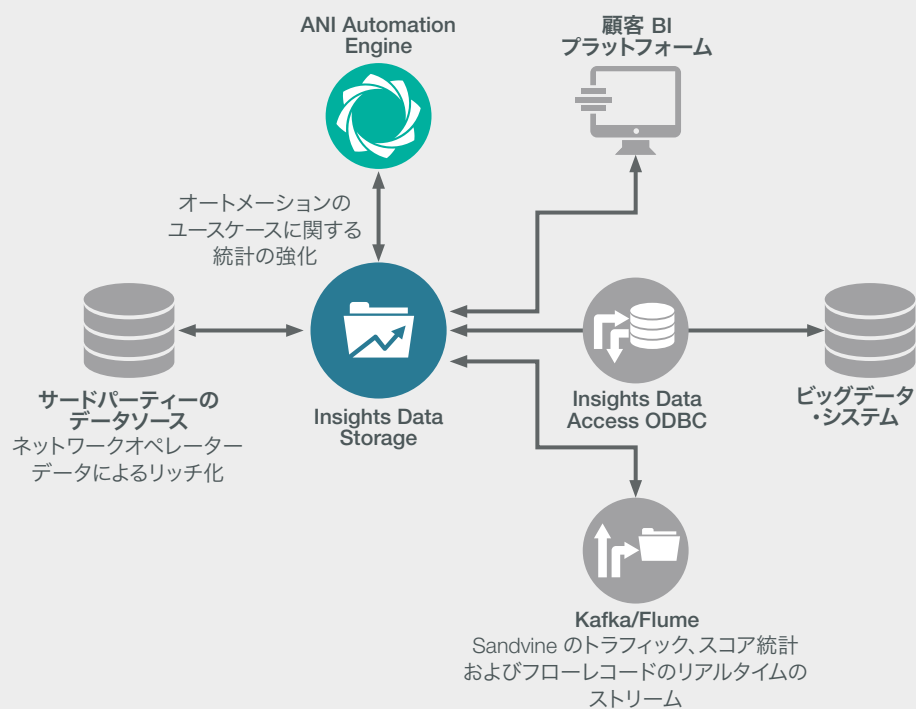 ANI Automation
Engine
顧客 BI
プラットフォーム
オートメーションの
ユースケースに関する
統計の強化
サードパーティーの
データソース
ネットワークオペレーター
データによるリッチ化
Insights Data
Storage
Insights Data
Access ODBC
ビッグデータ
・システム
Kafka/Flume
Sandvine のトラフィック、スコア統計
およびフローレコードのリアルタイムの
ストリーム